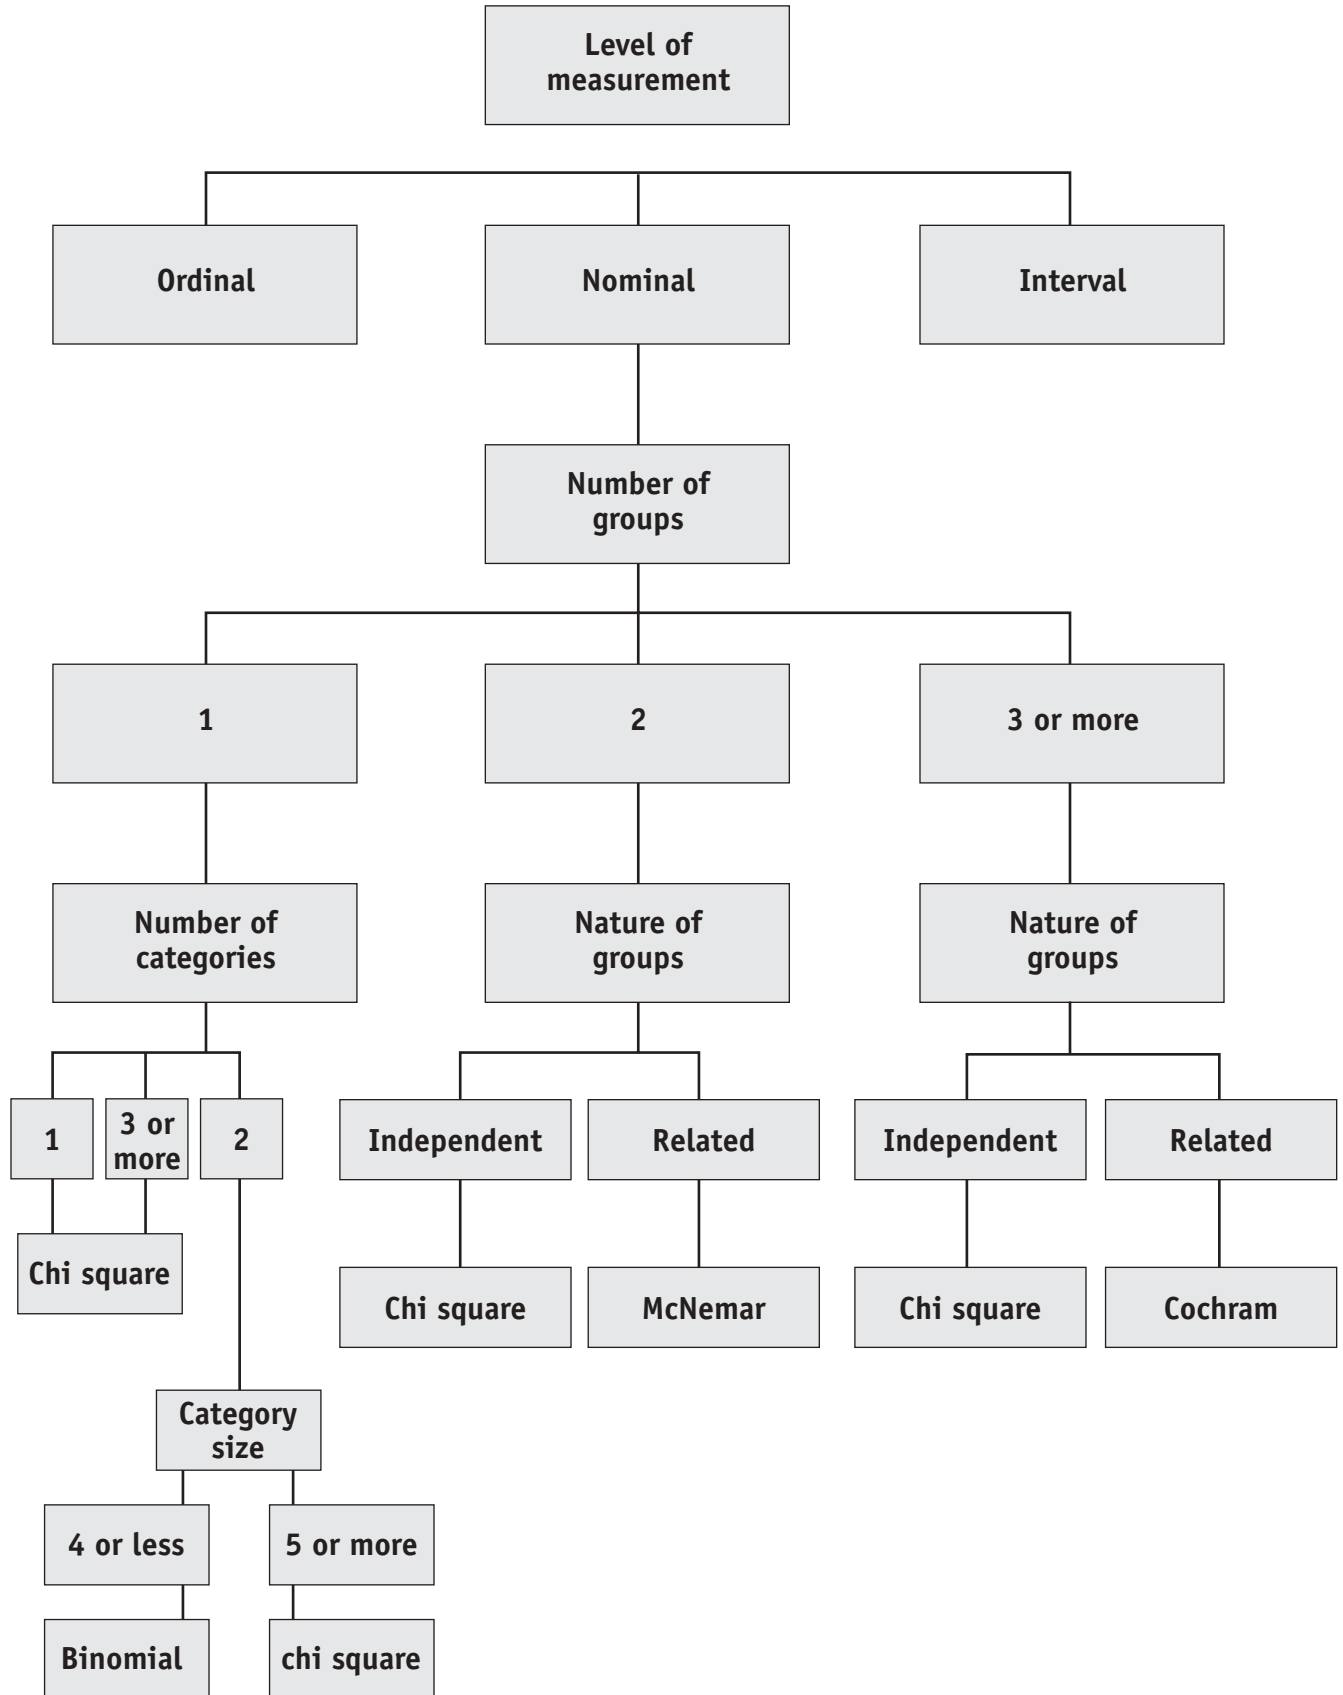 Level of
measurement
Ordinal
Nominal
Interval
Number of
groups
1
2
3 or more
Number of
categories
Nature of
groups
Nature of
groups
1
3 or
more
2
Independent
Related
Independent
Related
Chi square
Chi square
McNemar
Chi square
Cochram
Category
size
4 or less
5 or more
Binomial
chi square